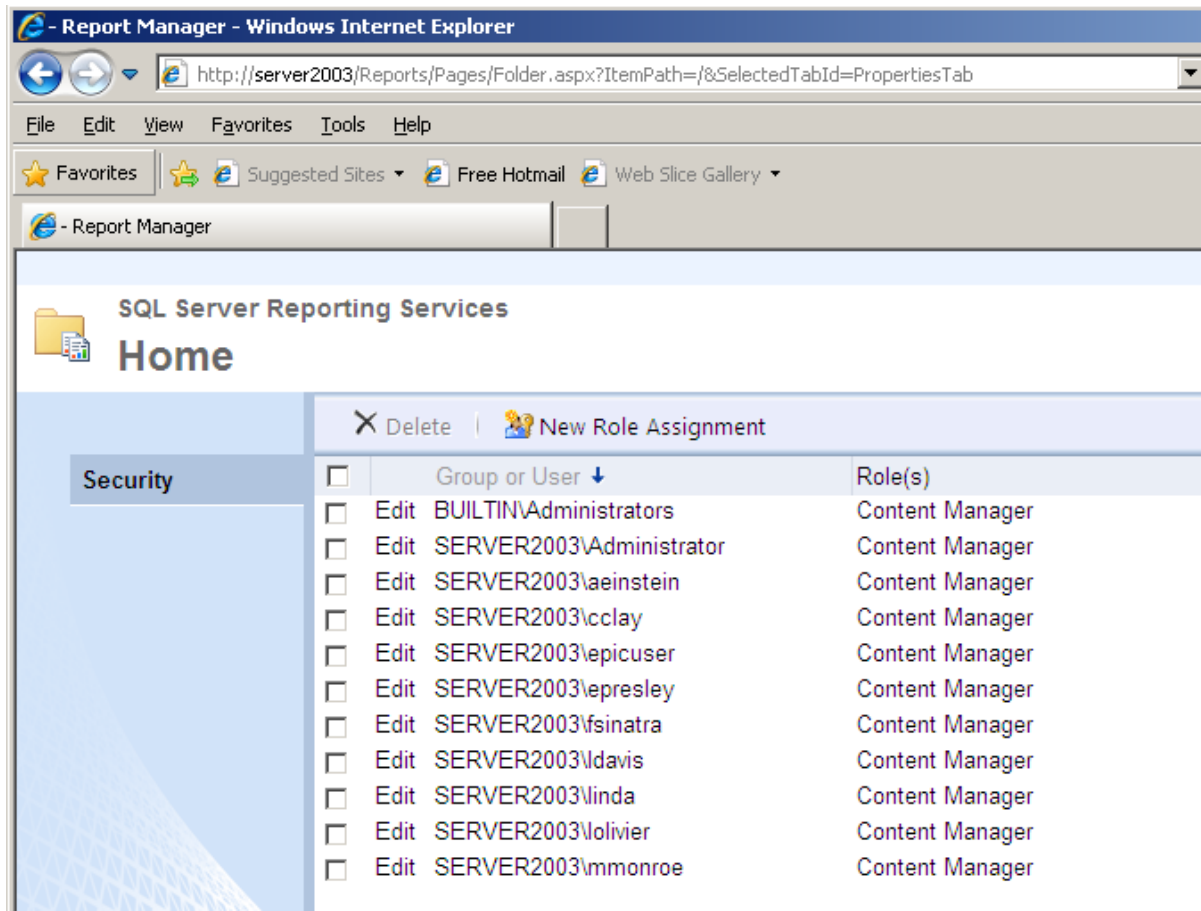 - Report Manager - Windows Internet Explorer
http://server2003/Reports/Pages/Folder.aspx?ItemPath=/&SelectedTabId=PropertiesTab
File Edit View Favorites Tools Help
Favorites Suggested Sites Free Hotmail Web Slice Gallery
- Report Manager
SQL Server Reporting Services
Home
Delete | New Role Assignment
Security
Group or User Role(s)
Edit BUILTIN\Administrators Content Manager
Edit SERVER2003\Administrator Content Manager
Edit SERVER2003\aeinstein Content Manager
Edit SERVER2003\cclay Content Manager
Edit SERVER2003\epicuser Content Manager
Edit SERVER2003\epresley Content Manager
Edit SERVER2003\fsinatra Content Manager
Edit SERVER2003\ldavis Content Manager
Edit SERVER2003\linda Content Manager
Edit SERVER2003\lolivier Content Manager
Edit SERVER2003\mmonroe Content Manager